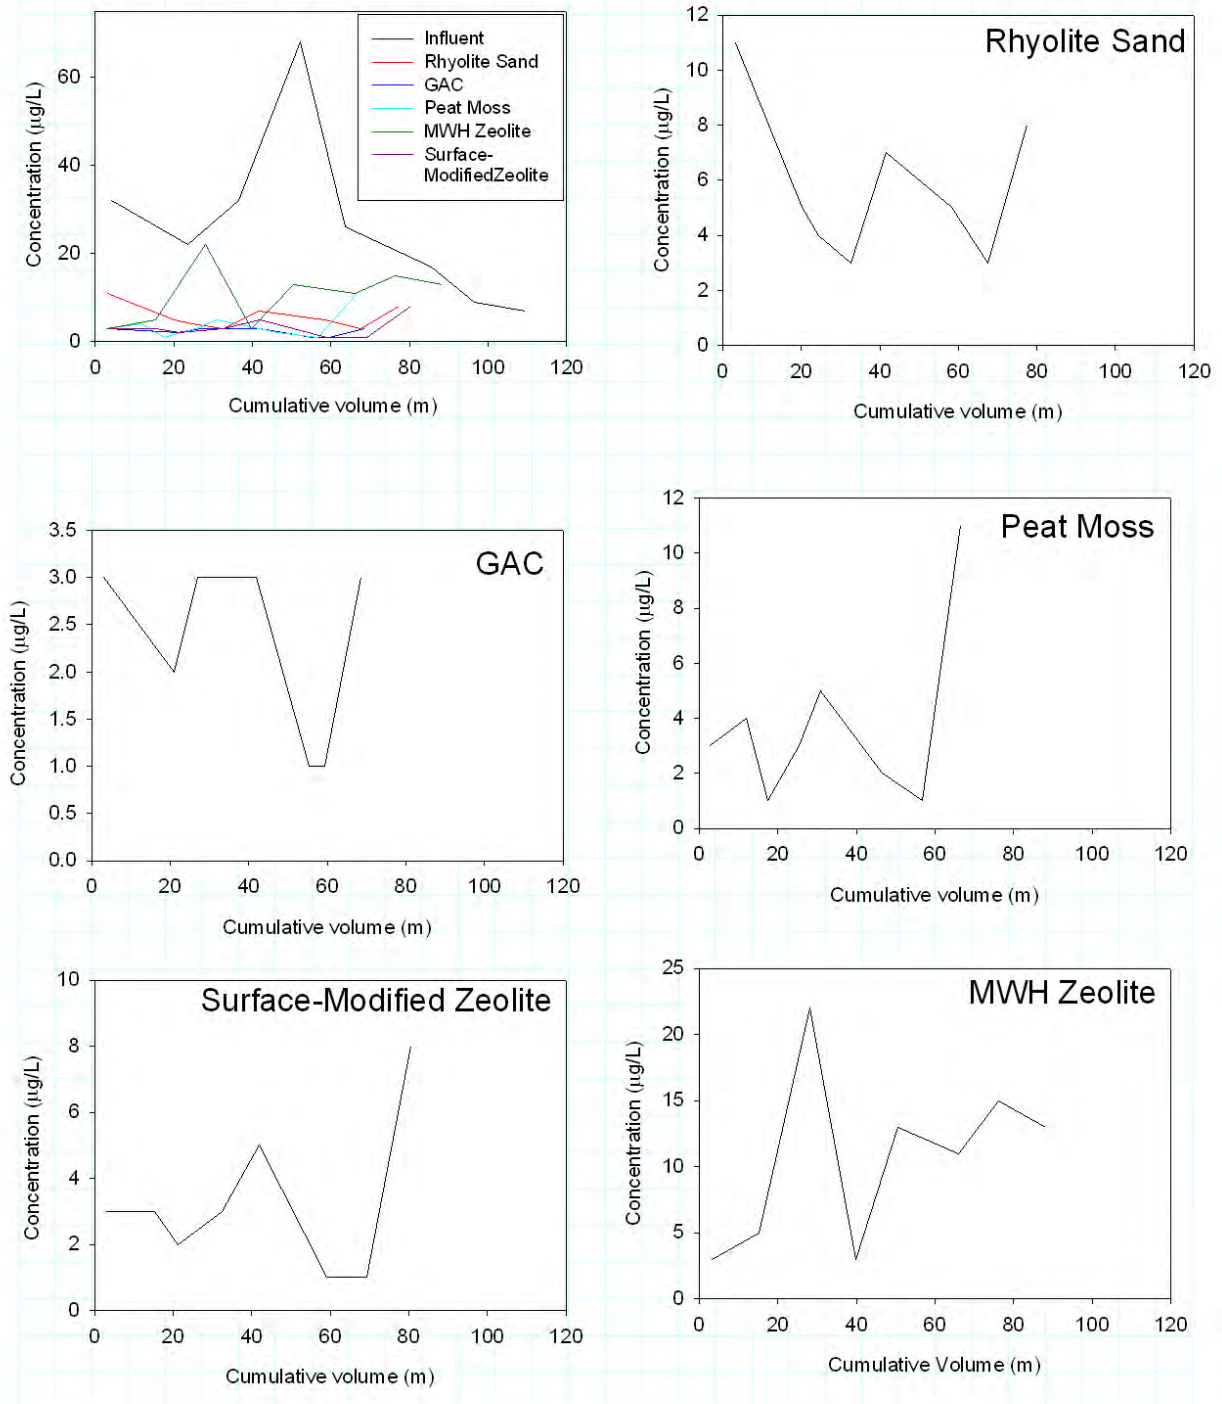 Influent
Rhyolite Sand
GAC
Peat Moss
MWH Zeolite
Surface-
ModifiedZeolite
Concentration (µg/L)
60
40
20
0
0 20 40 60 80 100 120
Cumulative volume (m)
Rhyolite Sand
Concentration (µg/L)
12
10
8
6
4
2
0
0 20 40 60 80 100 120
Cumulative volume (m)
GAC
Concentration (µg/L)
3.5
3.0
2.5
2.0
1.5
1.0
0.5
0.0
0 20 40 60 80 100 120
Cumulative volume (m)
Peat Moss
Concentration (µg/L)
12
10
8
6
4
2
0
0 20 40 60 80 100 120
Cumulative volume (m)
Surface-Modified Zeolite
Concentration (µg/L)
10
8
6
4
2
0
0 20 40 60 80 100 120
Cumulative volume (m)
MWH Zeolite
Concentration (µg/L)
25
20
15
10
5
0
0 20 40 60 80 100 120
Cumulative Volume (m)